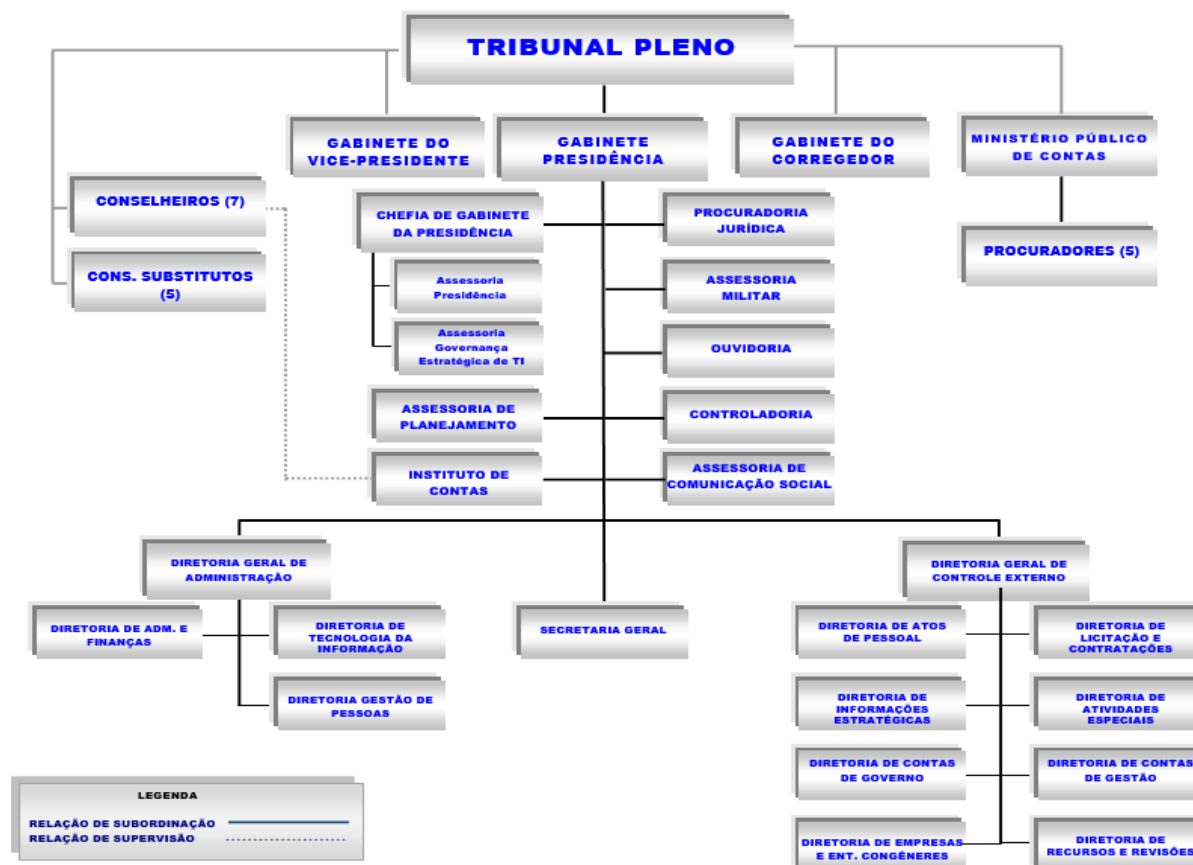 TRIBUNAL PLENO
GABINETE DO
VICE-PRESIDENTE
GABINETE
PRESIDÊNCIA
GABINETE DO
CORREGEDOR
MINISTÉRIO PÚBLICO
DE CONTAS
CONSELHEIROS (7)
CONS. SUBSTITUTOS
(5)
CHEFIA DE GABINETE
DA PRESIDÊNCIA
PROCURADORIA
JURÍDICA
PROCURADORES (5)
Assessoria
Presidência
ASSESSORIA
MILITAR
Assessoria
Governança
Estratégica de TI
OUVIDORIA
ASSESSORIA DE
PLANEJAMENTO
CONTROLADORIA
INSTITUTO DE
CONTAS
ASSESSORIA DE
COMUNICAÇÃO SOCIAL
DIRETORIA GERAL DE
ADMINISTRAÇÃO
DIRETORIA GERAL DE
CONTROLE EXTERNO
DIRETORIA DE ADM. E
FINANÇAS
DIRETORIA DE
TECNOLOGIA DA
INFORMAÇÃO
SECRETARIA GERAL
DIRETORIA DE ATOS
DE PESSOAL
DIRETORIA DE
LICITAÇÃO E
CONTRATAÇÕES
DIRETORIA GESTÃO DE
PESSOAS
DIRETORIA DE
INFORMAÇÕES
ESTRATÉGICAS
DIRETORIA DE
ATIVIDADES
ESPECIAIS
DIRETORIA DE CONTAS
DE GOVERNO
DIRETORIA DE CONTAS
DE GESTÃO
DIRETORIA DE EMPRESAS
E ENT. CONGÊNERES
DIRETORIA DE
RECURSOS E REVISÕES
LEGENDA
RELAÇÃO DE SUBORDINAÇÃO
RELAÇÃO DE SUPERVISÃO